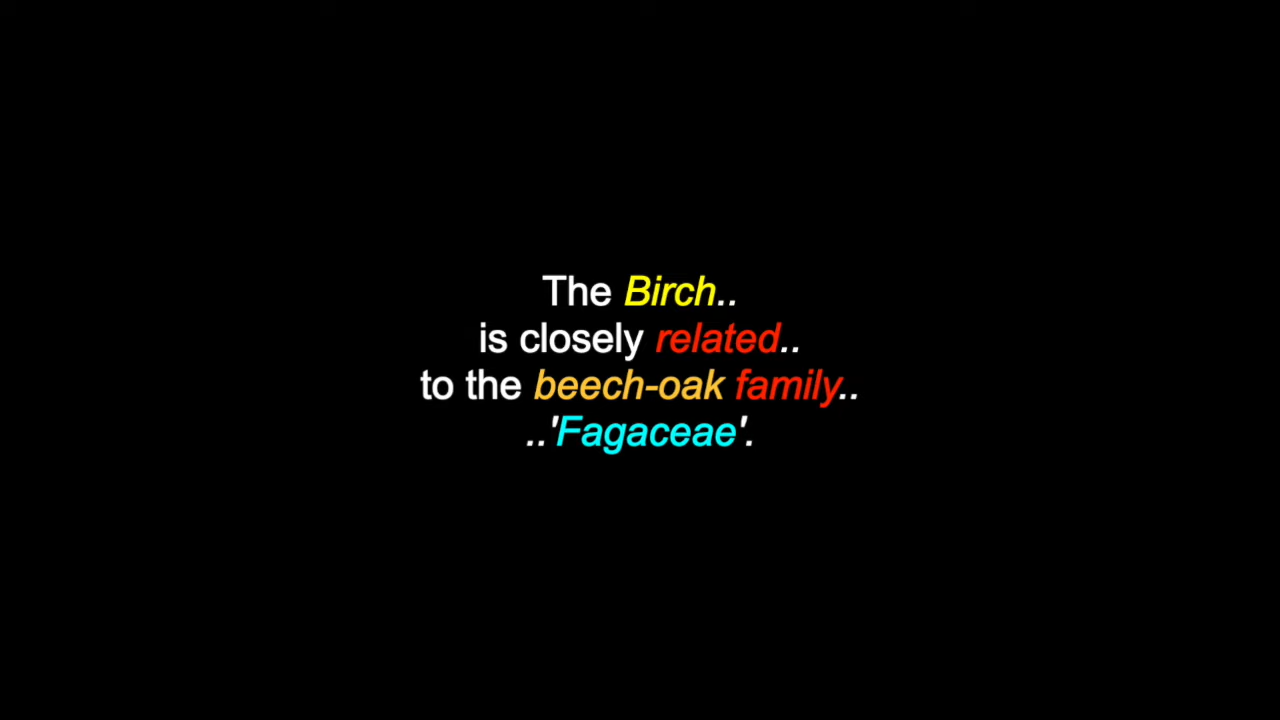 The Birch..
is closely related..
to the beech-oak family..
..'Fagaceae'.